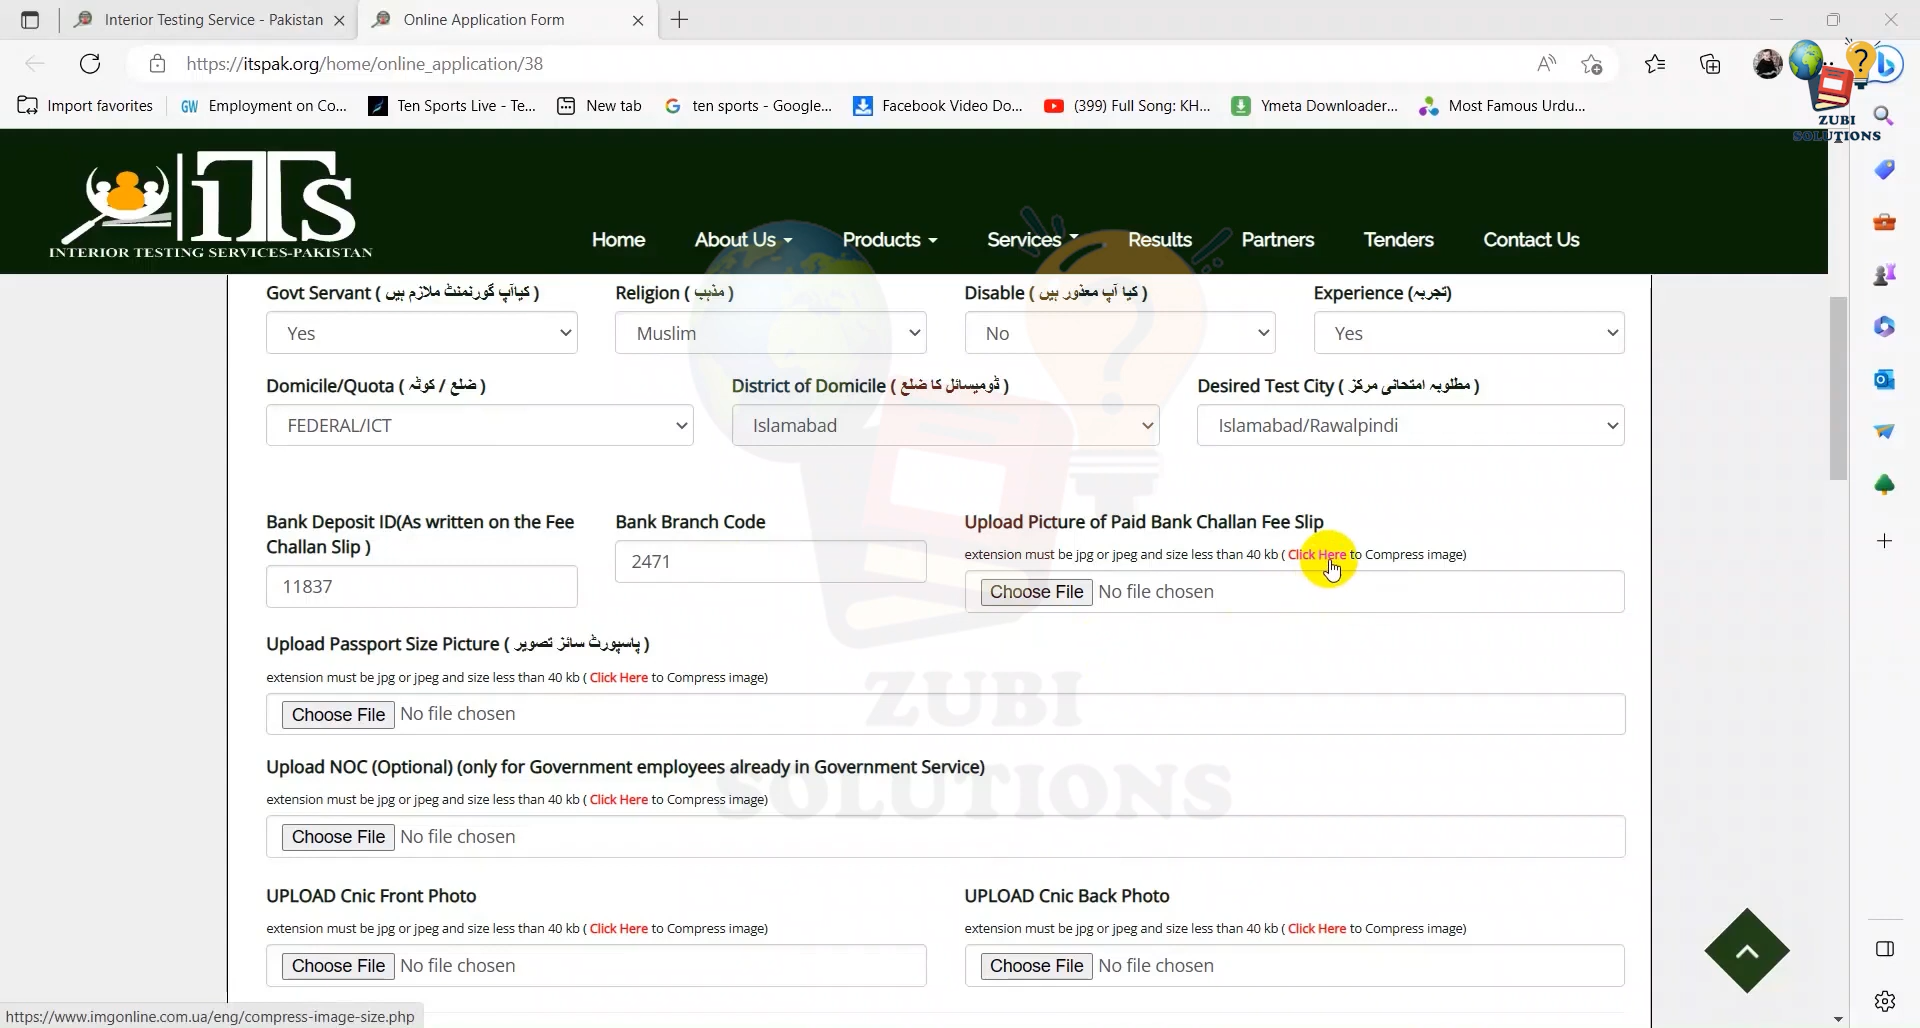 Interior Testing Service - Pakistan
Online Application Form
https://itspak.org/home/online_application/38
Import favorites
Employment on Co...
Ten Sports Live - Te...
New tab
ten sports - Google...
Facebook Video Do...
(399) Full Song: KH...
Ymeta Downloader...
Most Famous Urdu...
ZUBI
SOLUTIONS
iTs
INTERIOR TESTING SERVICES-PAKISTAN
Home
About Us
Products
Services
Results
Partners
Tenders
Contact Us
Govt Servant ( کیاآپ گورنمنٹ ملازم ہیں )
Religion ( مذہب )
Disable ( کیا آپ معذور ہیں )
Experience (تجربہ)
Yes
Muslim
No
Yes
Domicile/Quota ( ضلع / کوٹہ )
District of Domicile ( ڈومیسائل کا ضلع )
Desired Test City ( مطلوبہ امتحانی مرکز )
FEDERAL/ICT
Islamabad
Islamabad/Rawalpindi
Bank Deposit ID(As written on the Fee
Challan Slip )
11837
Bank Branch Code
2471
Upload Picture of Paid Bank Challan Fee Slip
extension must be jpg or jpeg and size less than 40 kb ( Click Here to Compress image)
Choose File No file chosen
Upload Passport Size Picture ( پاسپورٹ سائز تصویر )
extension must be jpg or jpeg and size less than 40 kb ( Click Here to Compress image)
Choose File No file chosen
ZUBI
SOLUTIONS
Upload NOC (Optional) (only for Government employees already in Government Service)
extension must be jpg or jpeg and size less than 40 kb ( Click Here to Compress image)
Choose File No file chosen
UPLOAD Cnic Front Photo
extension must be jpg or jpeg and size less than 40 kb ( Click Here to Compress image)
Choose File No file chosen
UPLOAD Cnic Back Photo
extension must be jpg or jpeg and size less than 40 kb ( Click Here to Compress image)
Choose File No file chosen
https://www.imgonline.com.ua/eng/compress-image-size.php